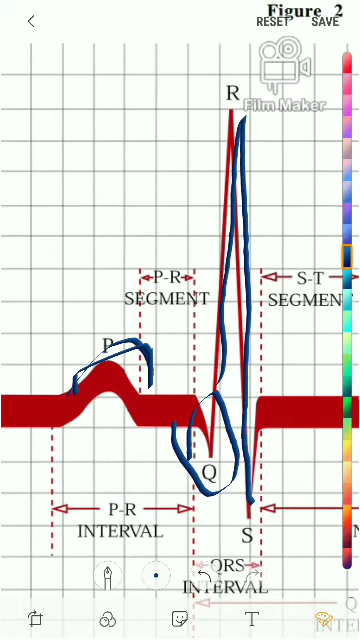 Figure 2
RESET SAVE
Film Maker
R
P-R
SEGMENT
S-T
P
Q
P-R
INTERVAL
S
QRS
INTERVAL
T